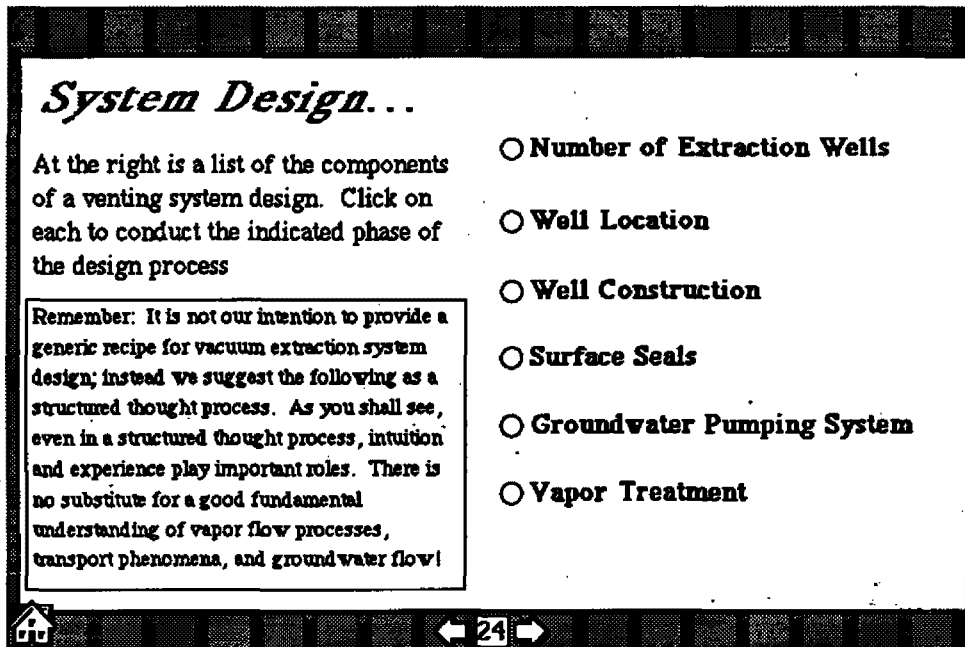 System Design...
At the right is a list of the components
of a venting system design. Click on
each to conduct the indicated phase of
the design process
Remember: It is not our intention to provide a
generic recipe for vacuum extraction system
design; instead we suggest the following as a
structured thought process. As you shall see,
even in a structured thought process, intuition
and experience play important roles. There is
no substitute for a good fundamental
understanding of vapor flow processes,
transport phenomena, and groundwater flow!
Number of Extraction Wells
Well Location
Well Construction
Surface Seals
Groundwater Pumping System
Vapor Treatment
24